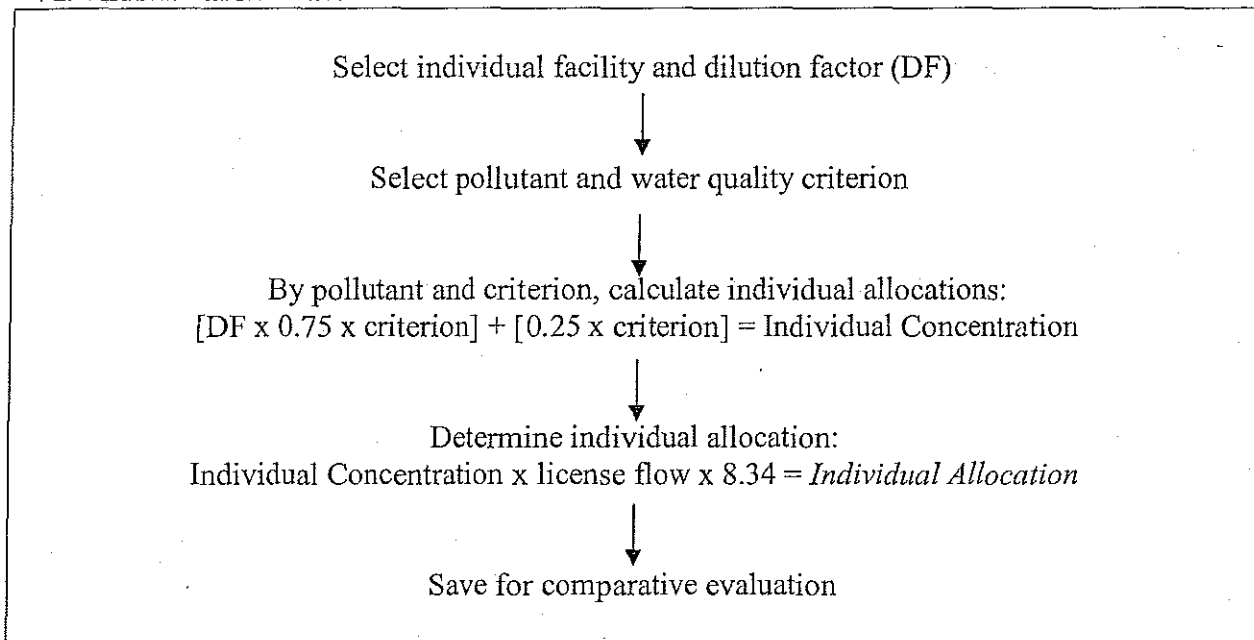 Select individual facility and dilution factor (DF)
Select pollutant and water quality criterion
By pollutant and criterion, calculate individual allocations:
[DF x 0.75 x criterion] + [0.25 x criterion] = Individual Concentration
Determine individual allocation:
Individual Concentration x license flow x 8.34 = Individual Allocation
Save for comparative evaluation